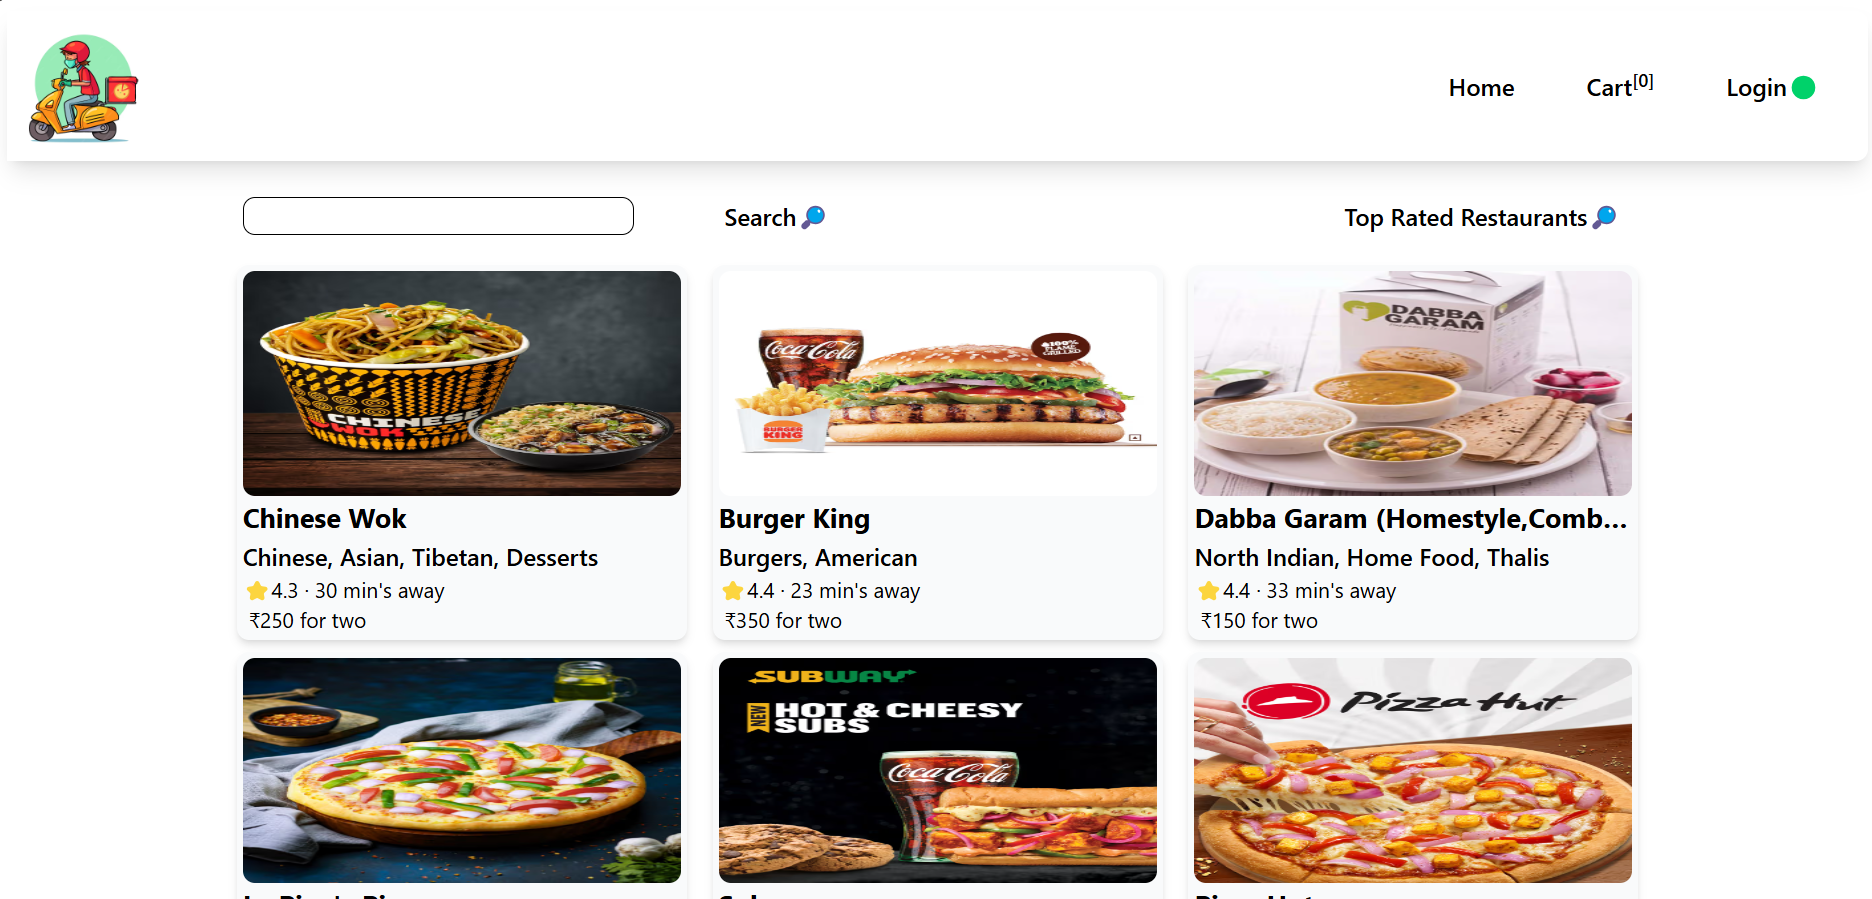 Home
Cart[0]
Login
Search
Top Rated Restaurants
CHINESE
WOK
Coca-Cola
100%
FLAME
GRILLED
BURGER
KING
DABBA
GARAM
Chinese Wok
Chinese, Asian, Tibetan, Desserts
4.3 · 30 min's away
₹250 for two
Burger King
Burgers, American
4.4 · 23 min's away
₹350 for two
Dabba Garam (Homestyle,Comb...
North Indian, Home Food, Thalis
4.4 · 33 min's away
₹150 for two
SUBWAY
NEW
HOT & CHEESY
SUBS
Coca-Cola
Pizza Hut